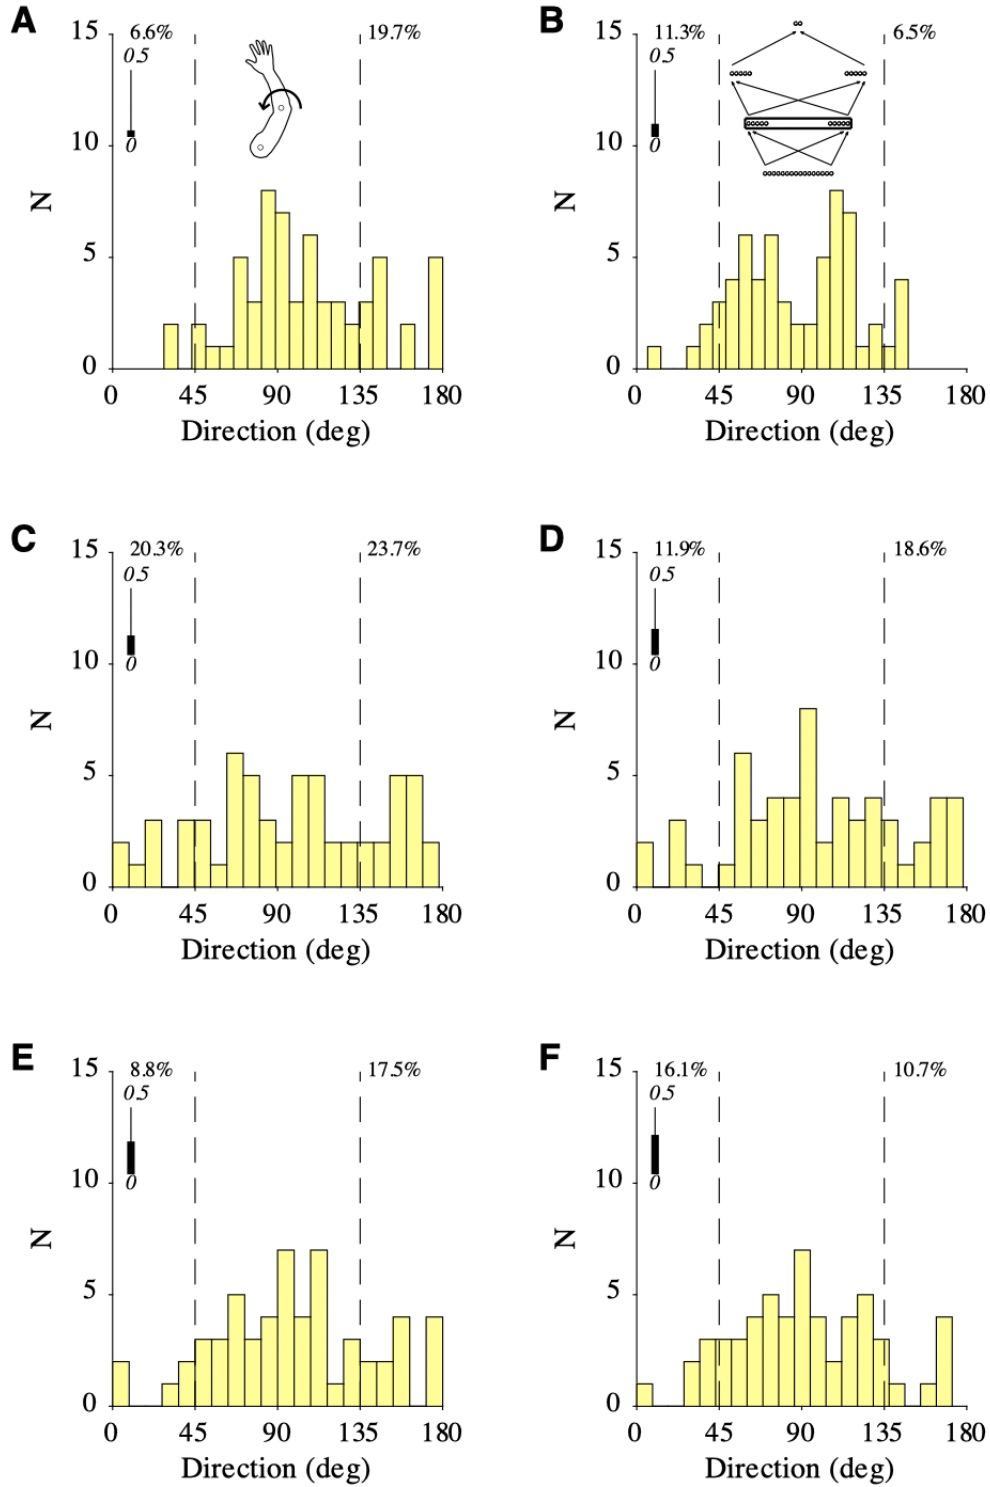 A
15
6.6%
19.7%
0.5
0
10
N
5
0
0 45 90 135 180
Direction (deg)
B
15
11.3%
6.5%
0.5
0
10
N
5
0
0 45 90 135 180
Direction (deg)
C
15
20.3%
23.7%
0.5
0
10
N
5
0
0 45 90 135 180
Direction (deg)
D
15
11.9%
18.6%
0.5
0
10
N
5
0
0 45 90 135 180
Direction (deg)
E
15
8.8%
17.5%
0.5
0
10
N
5
0
0 45 90 135 180
Direction (deg)
F
15
16.1%
10.7%
0.5
0
10
N
5
0
0 45 90 135 180
Direction (deg)